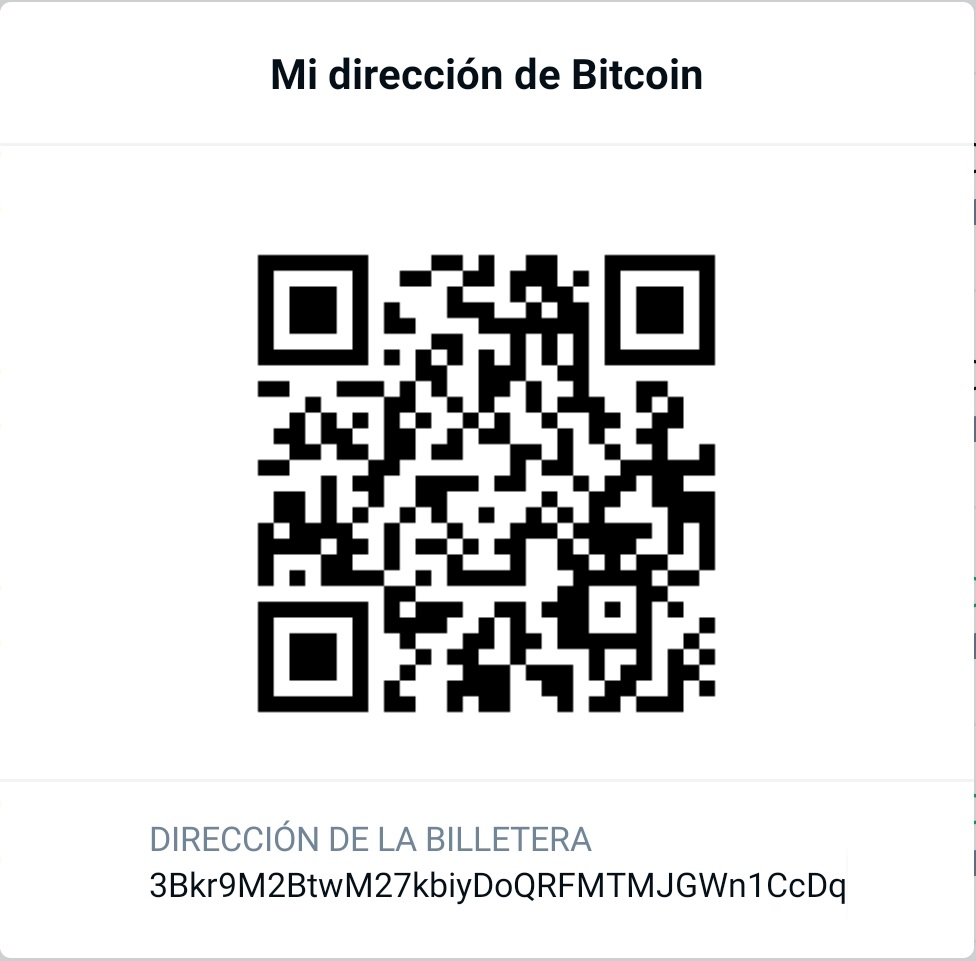 Mi dirección de Bitcoin
DIRECCIÓN DE LA BILLETERA
3Bkr9M2BtwM27kbiyDoQRFMTMJGWn1CcDq